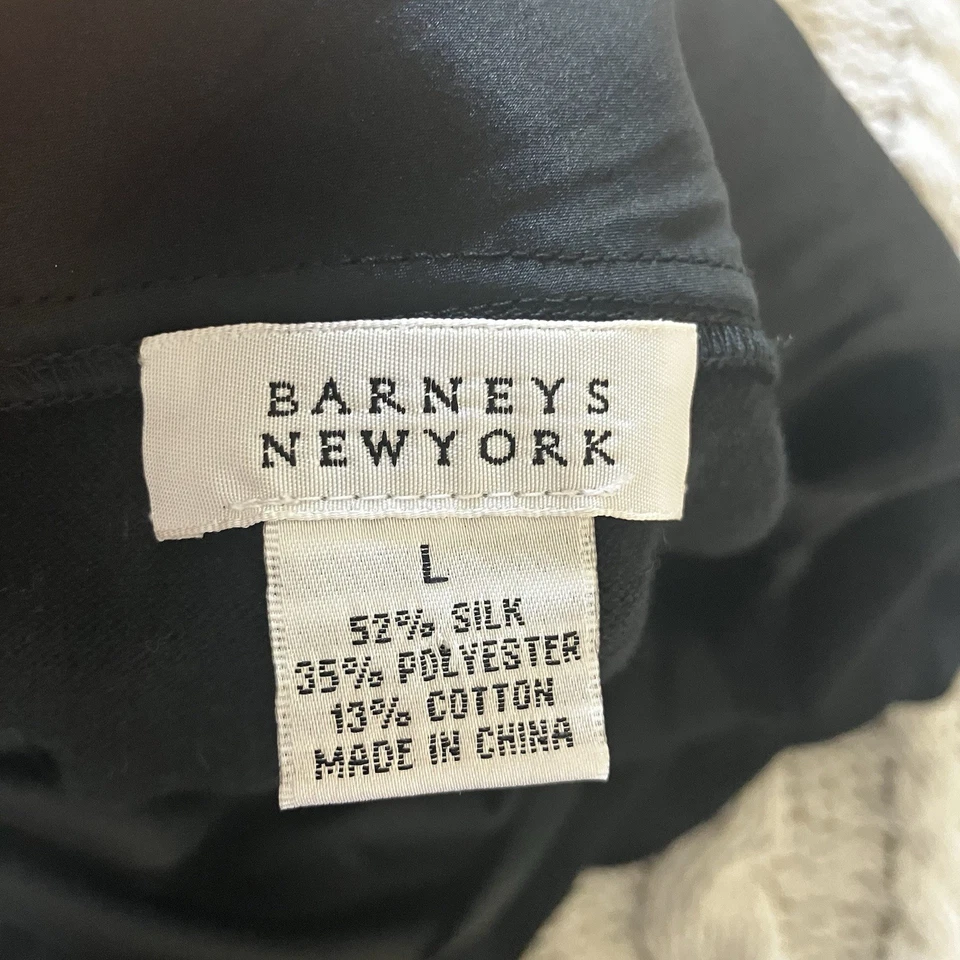 BARNEYS
NEWYORK
L
52% SILK
35% POLYESTER
13% COTTON
MADE IN CHINA